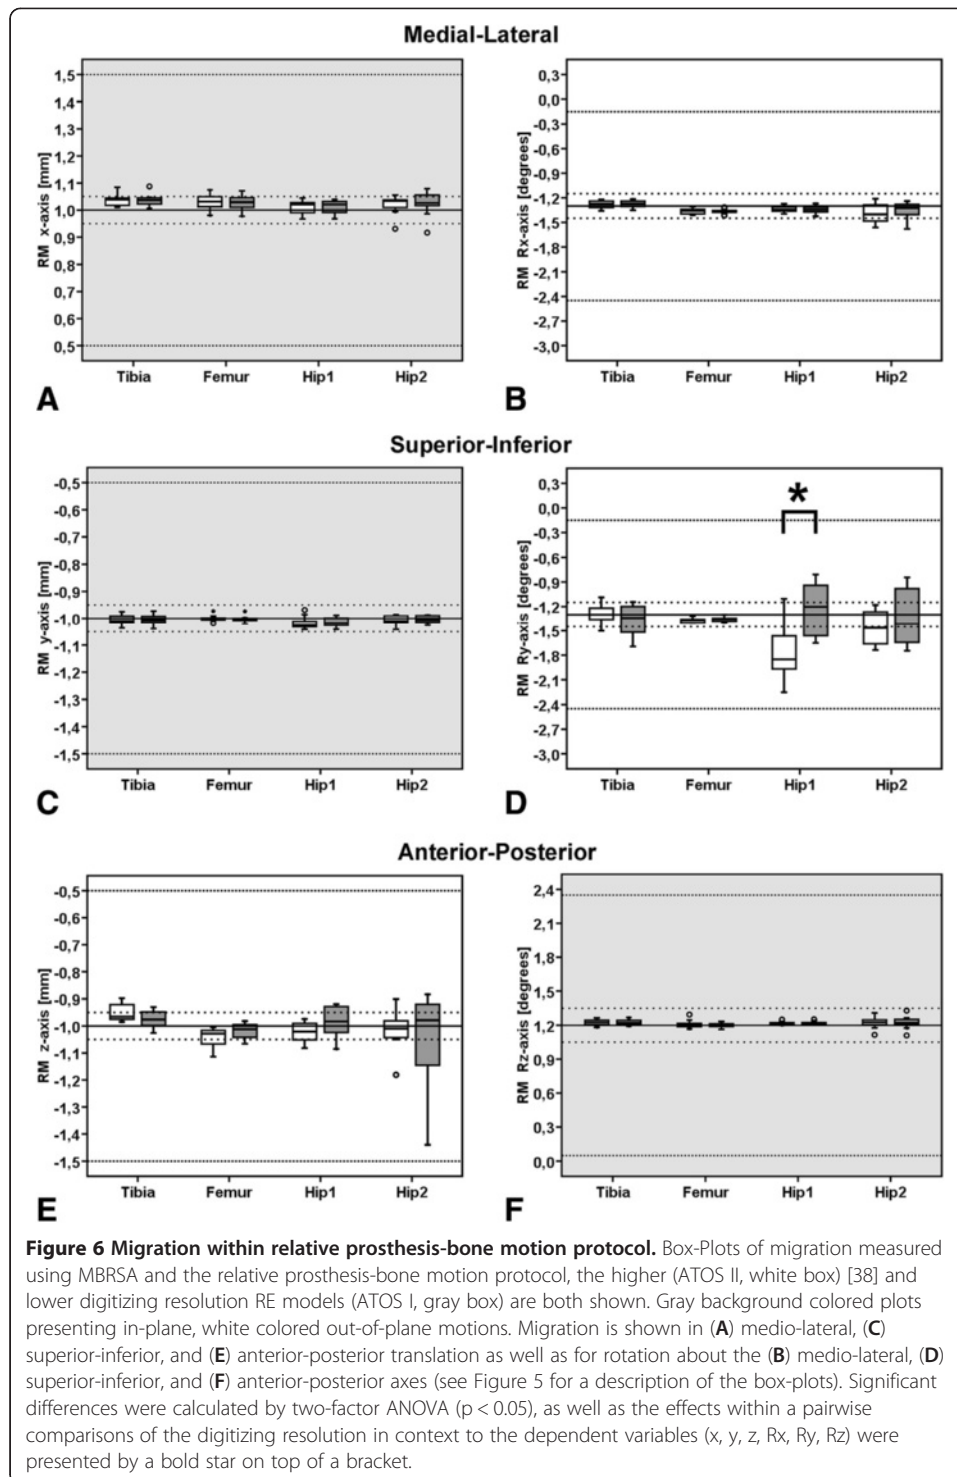 Medial-Lateral
RM x-axis [mm]
1,5
1,4
1,3
1,2
1,1
1,0
0,9
0,8
0,7
0,6
0,5
Tibia Femur Hip1 Hip2
A
RM Rx-axis [degrees]
0,3
0,0
-0,3
-0,6
-0,9
-1,2
-1,5
-1,8
-2,1
-2,4
-2,7
-3,0
Tibia Femur Hip1 Hip2
B
Superior-Inferior
RM y-axis [mm]
-0,5
-0,6
-0,7
-0,8
-0,9
-1,0
-1,1
-1,2
-1,3
-1,4
-1,5
Tibia Femur Hip1 Hip2
C
RM Ry-axis [degrees]
0,3
0,0
-0,3
-0,6
-0,9
-1,2
-1,5
-1,8
-2,1
-2,4
-2,7
-3,0
*
Tibia Femur Hip1 Hip2
D
Anterior-Posterior
RM z-axis [mm]
-0,5
-0,6
-0,7
-0,8
-0,9
-1,0
-1,1
-1,2
-1,3
-1,4
-1,5
Tibia Femur Hip1 Hip2
E
RM Rz-axis [degrees]
2,4
2,1
1,8
1,5
1,2
0,9
0,6
0,3
0,0
Tibia Femur Hip1 Hip2
F
Figure 6 Migration within relative prosthesis-bone motion protocol. Box-Plots of migration measured
using MBRSA and the relative prosthesis-bone motion protocol, the higher (ATOS II, white box) [38] and
lower digitizing resolution RE models (ATOS I, gray box) are both shown. Gray background colored plots
presenting in-plane, white colored out-of-plane motions. Migration is shown in (A) medio-lateral, (C)
superior-inferior, and (E) anterior-posterior translation as well as for rotation about the (B) medio-lateral, (D)
superior-inferior, and (F) anterior-posterior axes (see Figure 5 for a description of the box-plots). Significant
differences were calculated by two-factor ANOVA (p < 0.05), as well as the effects within a pairwise
comparisons of the digitizing resolution in context to the dependent variables (x, y, z, Rx, Ry, Rz) were
presented by a bold star on top of a bracket.